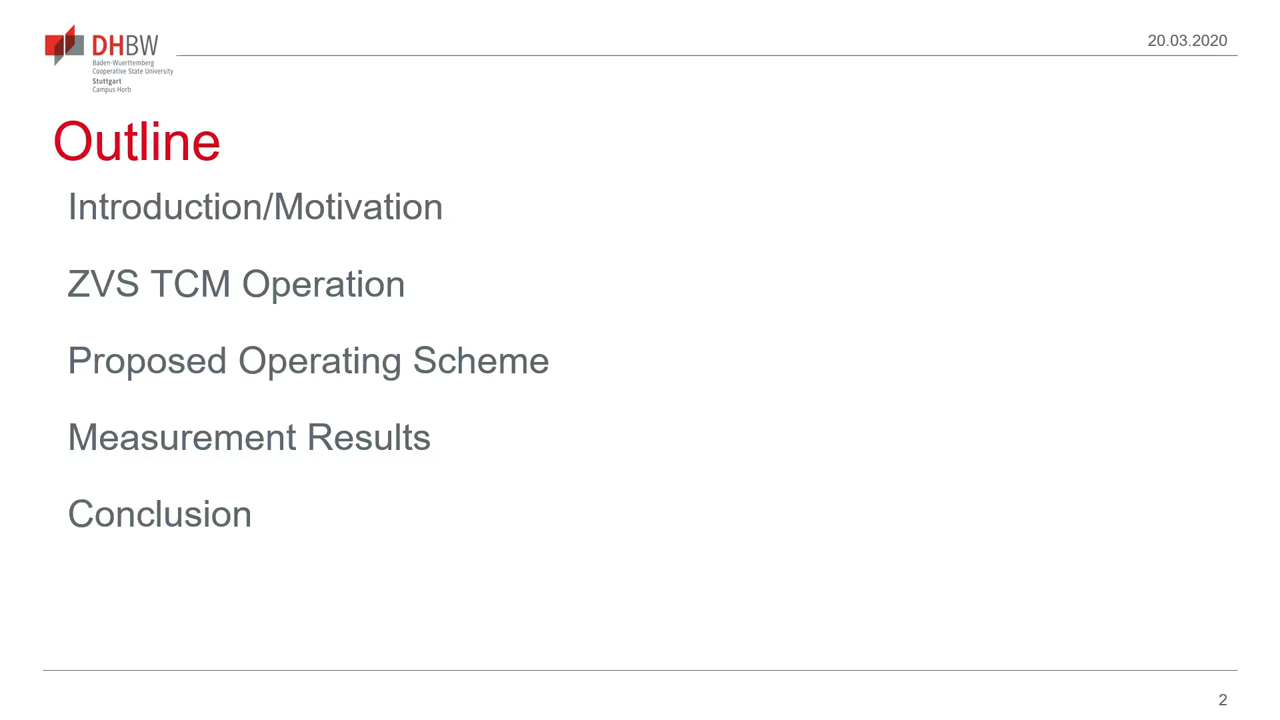 DHBW
Baden-Wuerttemberg
Cooperative State University
Stuttgart
Campus Horb
20.03.2020
Outline
Introduction/Motivation
ZVS TCM Operation
Proposed Operating Scheme
Measurement Results
Conclusion
2